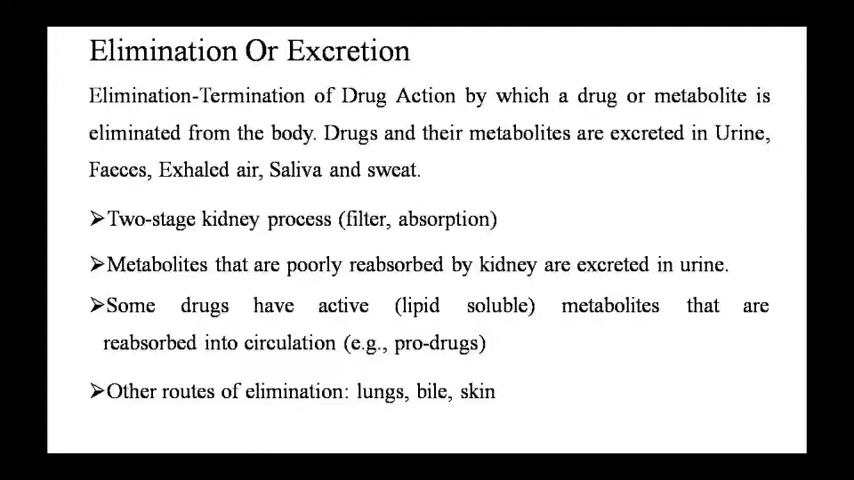 Elimination Or Excretion
Elimination-Termination of Drug Action by which a drug or metabolite is
eliminated from the body. Drugs and their metabolites are excreted in Urine,
Faeces, Exhaled air, Saliva and sweat.
➢Two-stage kidney process (filter, absorption)
➢Metabolites that are poorly reabsorbed by kidney are excreted in urine.
➢Some drugs have active (lipid soluble) metabolites that are
reabsorbed into circulation (e.g., pro-drugs)
➢Other routes of elimination: lungs, bile, skin